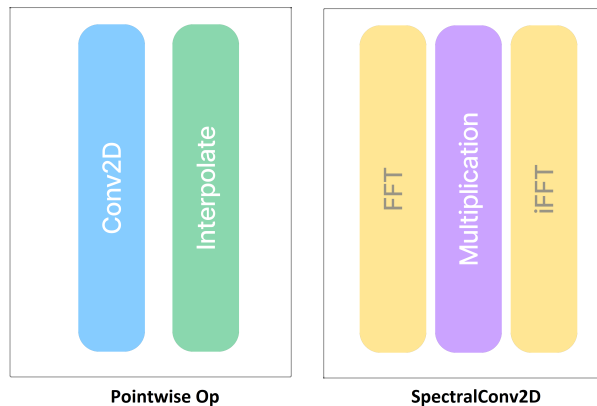 Conv2D
Interpolate
FFT
Multiplication
iFFT
Pointwise Op
SpectralConv2D